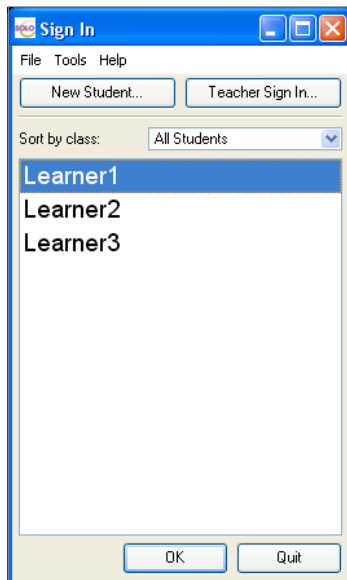 SOLO Sign In
File Tools Help
New Student... Teacher Sign In...
Sort by class: All Students
Learner1
Learner2
Learner3
OK Quit